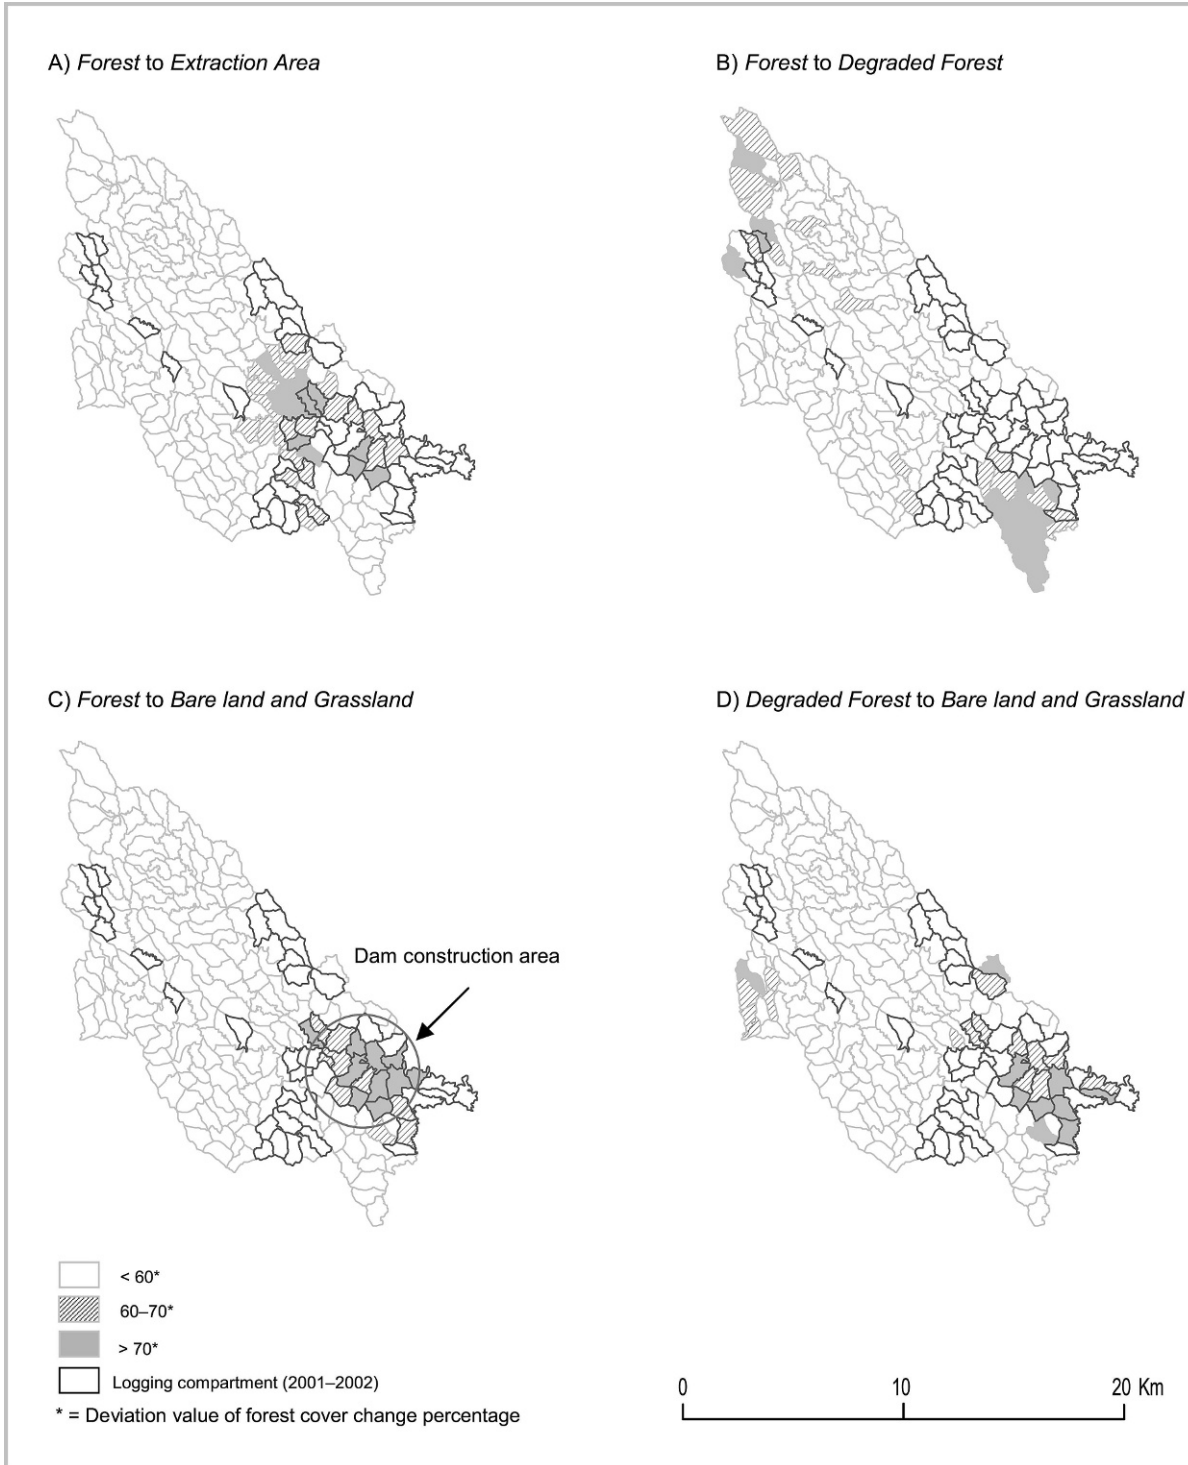 A) Forest to Extraction Area
B) Forest to Degraded Forest
C) Forest to Bare land and Grassland
D) Degraded Forest to Bare land and Grassland
Dam construction area
< 60*
60–70*
> 70*
Logging compartment (2001–2002)
* = Deviation value of forest cover change percentage
0 10 20 Km